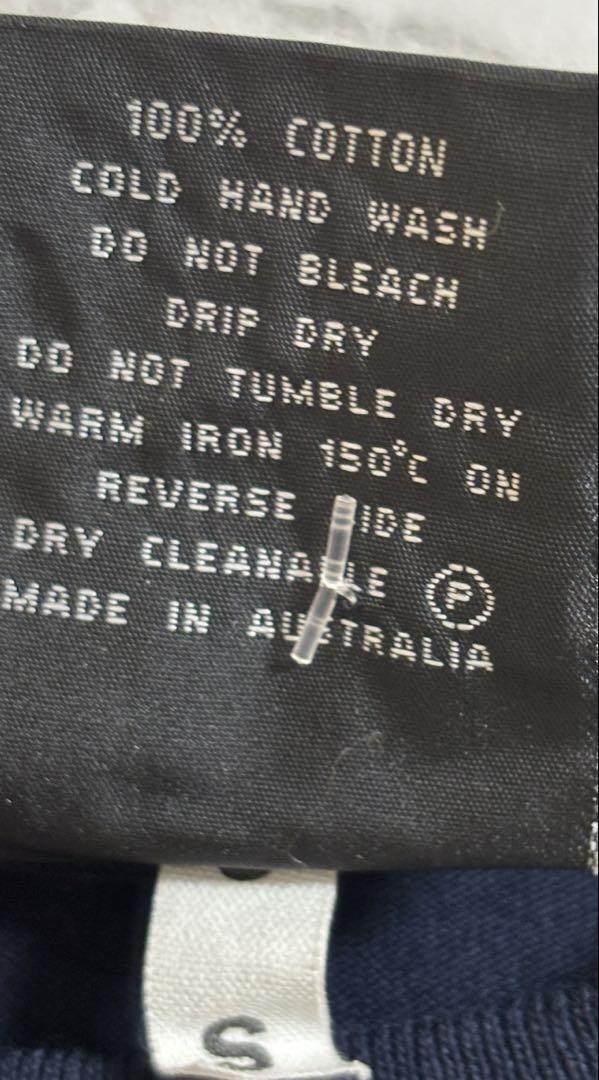 100% COTTON
COLD HAND WASH
DO NOT BLEACH
DRIP DRY
DO NOT TUMBLE DRY
WARM IRON 150°C ON
REVERSE SIDE
DRY CLEANABLE Ⓟ
MADE IN AUSTRALIA
S